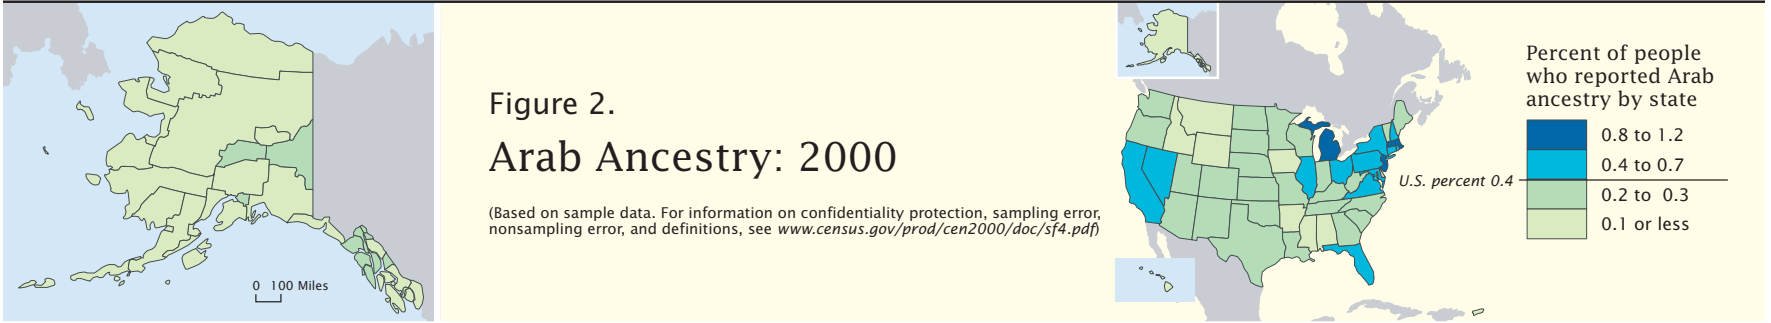 Figure 2.
Arab Ancestry: 2000
(Based on sample data. For information on confidentiality protection, sampling error,
nonsampling error, and definitions, see www.census.gov/prod/cen2000/doc/sf4.pdf)
0 100 Miles
Percent of people
who reported Arab
ancestry by state
0.8 to 1.2
0.4 to 0.7
U.S. percent 0.4
0.2 to 0.3
0.1 or less